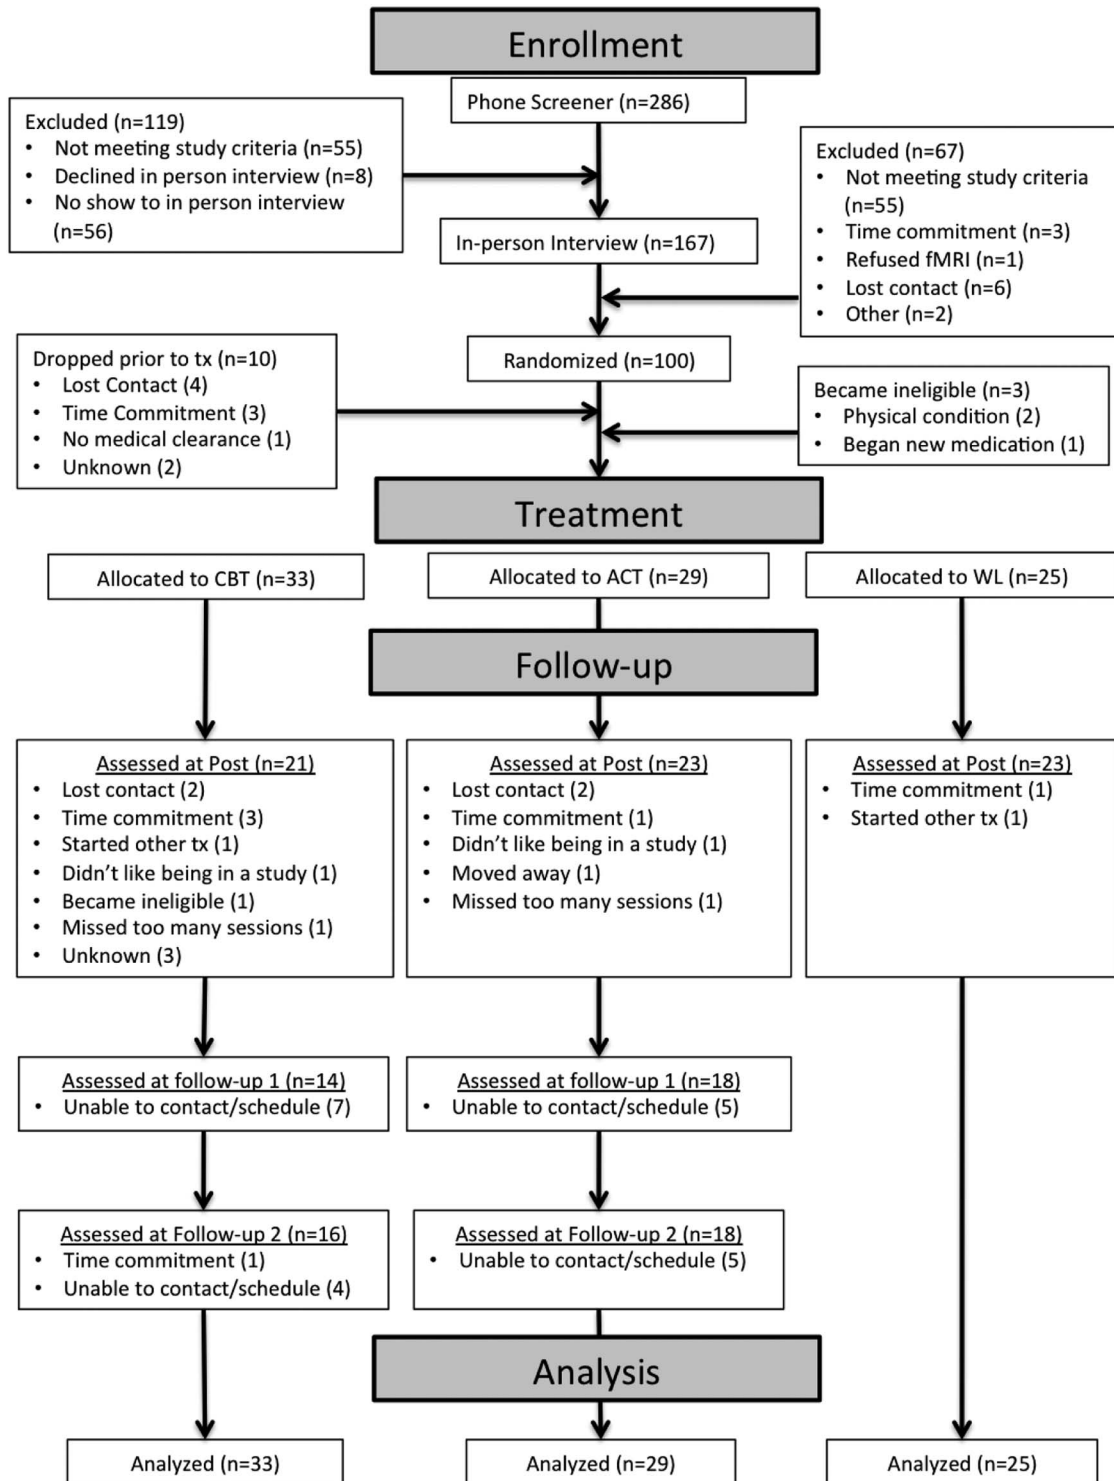 Enrollment
Phone Screener (n=286)
Excluded (n=119)
• Not meeting study criteria (n=55)
• Declined in person interview (n=8)
• No show to in person interview
(n=56)
Excluded (n=67)
• Not meeting study criteria
(n=55)
• Time commitment (n=3)
• Refused fMRI (n=1)
• Lost contact (n=6)
• Other (n=2)
In-person Interview (n=167)
Randomized (n=100)
Dropped prior to tx (n=10)
• Lost Contact (4)
• Time Commitment (3)
• No medical clearance (1)
• Unknown (2)
Became ineligible (n=3)
• Physical condition (2)
• Began new medication (1)
Treatment
Allocated to CBT (n=33)
Allocated to ACT (n=29)
Allocated to WL (n=25)
Follow-up
Assessed at Post (n=21)
• Lost contact (2)
• Time commitment (3)
• Started other tx (1)
• Didn’t like being in a study (1)
• Became ineligible (1)
• Missed too many sessions (1)
• Unknown (3)
Assessed at Post (n=23)
• Lost contact (2)
• Time commitment (1)
• Didn’t like being in a study (1)
• Moved away (1)
• Missed too many sessions (1)
Assessed at Post (n=23)
• Time commitment (1)
• Started other tx (1)
Assessed at follow-up 1 (n=14)
• Unable to contact/schedule (7)
Assessed at follow-up 1 (n=18)
• Unable to contact/schedule (5)
Assessed at Follow-up 2 (n=16)
• Time commitment (1)
• Unable to contact/schedule (4)
Assessed at Follow-up 2 (n=18)
• Unable to contact/schedule (5)
Analysis
Analyzed (n=33)
Analyzed (n=29)
Analyzed (n=25)